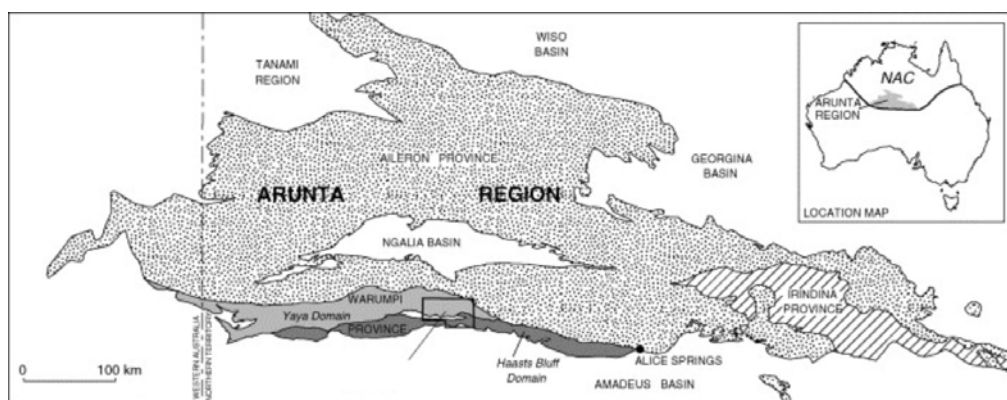 WISO
BASIN
TANAMI
REGION
NAC
ARUNTA
REGION
AILERON PROVINCE
GEORGINA
BASIN
ARUNTA REGION
LOCATION MAP
NGALIA BASIN
IRINDINA
PROVINCE
WARUMPI
Yaya Domain
PROVINCE
WESTERN AUSTRALIA
NORTHERN TERRITORY
Haasts Bluff
Domain
ALICE SPRINGS
AMADEUS BASIN
0 100 km